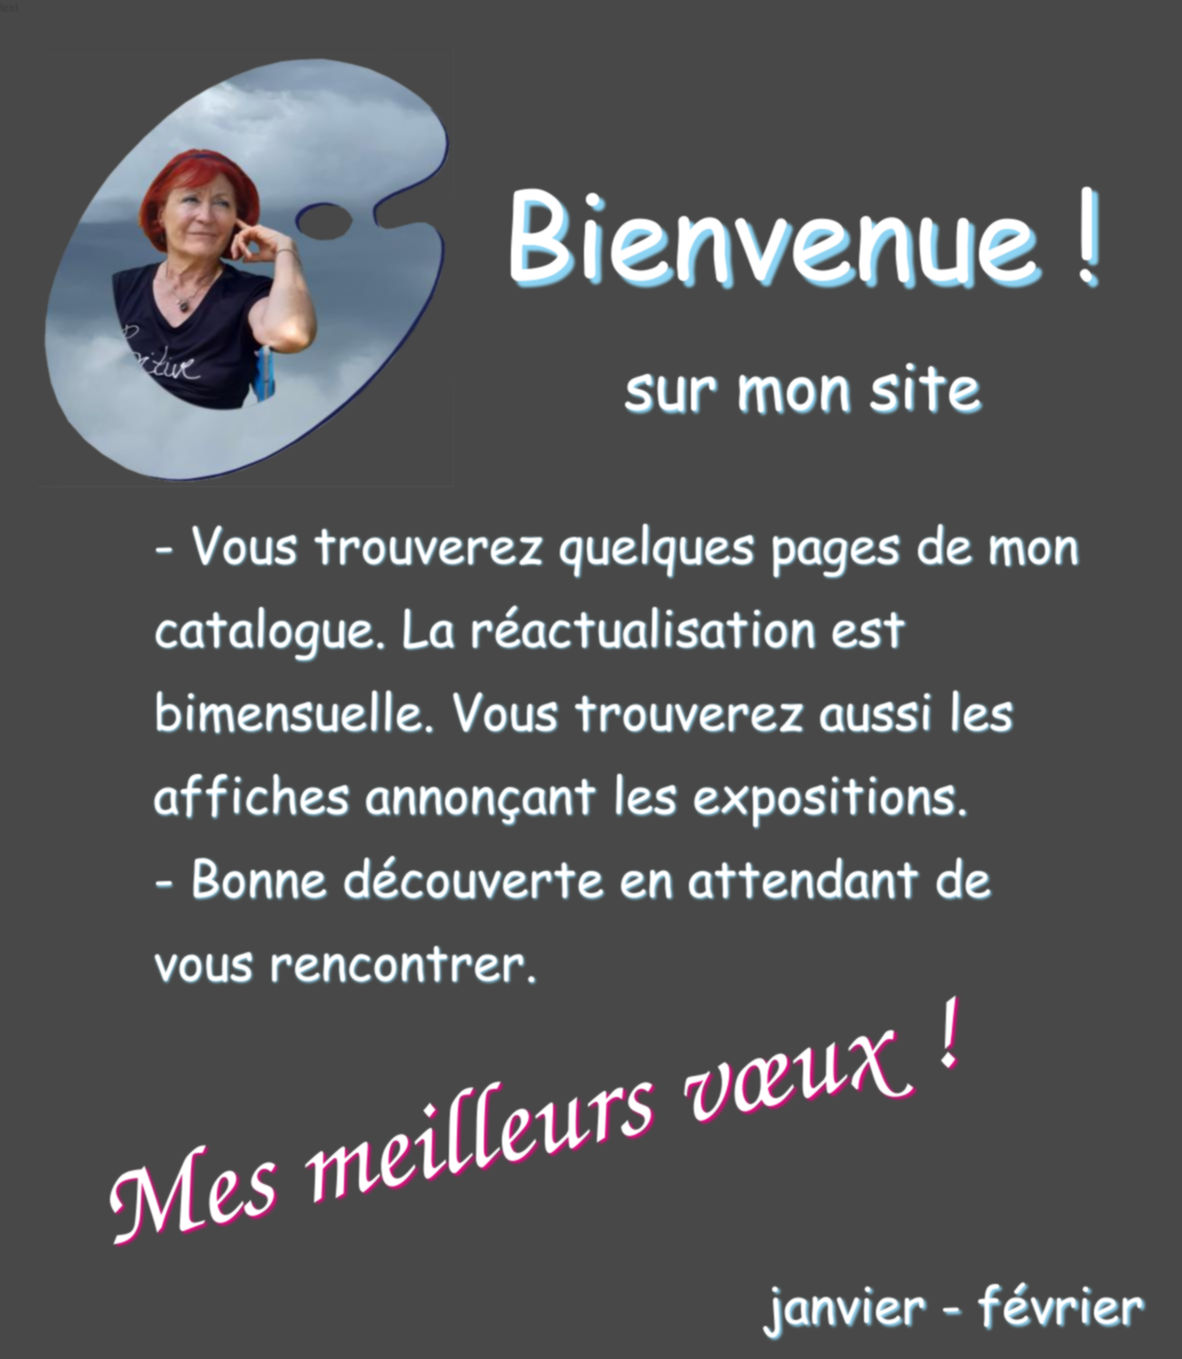 Bienvenue !
sur mon site
- Vous trouverez quelques pages de mon
catalogue. La réactualisation est
bimensuelle. Vous trouverez aussi les
affiches annonçant les expositions.
- Bonne découverte en attendant de
vous rencontrer.
Mes meilleurs vœux !
janvier - février